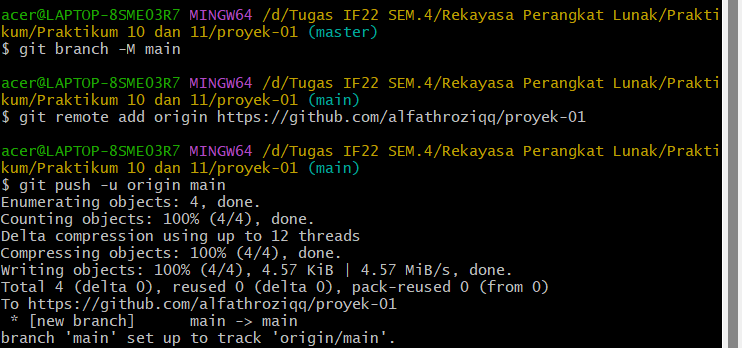 acer@LAPTOP-8SME03R7 MINGW64 /d/Tugas IF22 SEM.4/Rekayasa Perangkat Lunak/Prakti
kum/Praktikum 10 dan 11/proyek-01 (master)
$ git branch -M main
acer@LAPTOP-8SME03R7 MINGW64 /d/Tugas IF22 SEM.4/Rekayasa Perangkat Lunak/Prakti
kum/Praktikum 10 dan 11/proyek-01 (main)
$ git remote add origin https://github.com/alfathroziqq/proyek-01
acer@LAPTOP-8SME03R7 MINGW64 /d/Tugas IF22 SEM.4/Rekayasa Perangkat Lunak/Prakti
kum/Praktikum 10 dan 11/proyek-01 (main)
$ git push -u origin main
Enumerating objects: 4, done.
Counting objects: 100% (4/4), done.
Delta compression using up to 12 threads
Compressing objects: 100% (4/4), done.
Writing objects: 100% (4/4), 4.57 KiB | 4.57 MiB/s, done.
Total 4 (delta 0), reused 0 (delta 0), pack-reused 0 (from 0)
To https://github.com/alfathroziqq/proyek-01
 * [new branch]      main -> main
branch 'main' set up to track 'origin/main'.